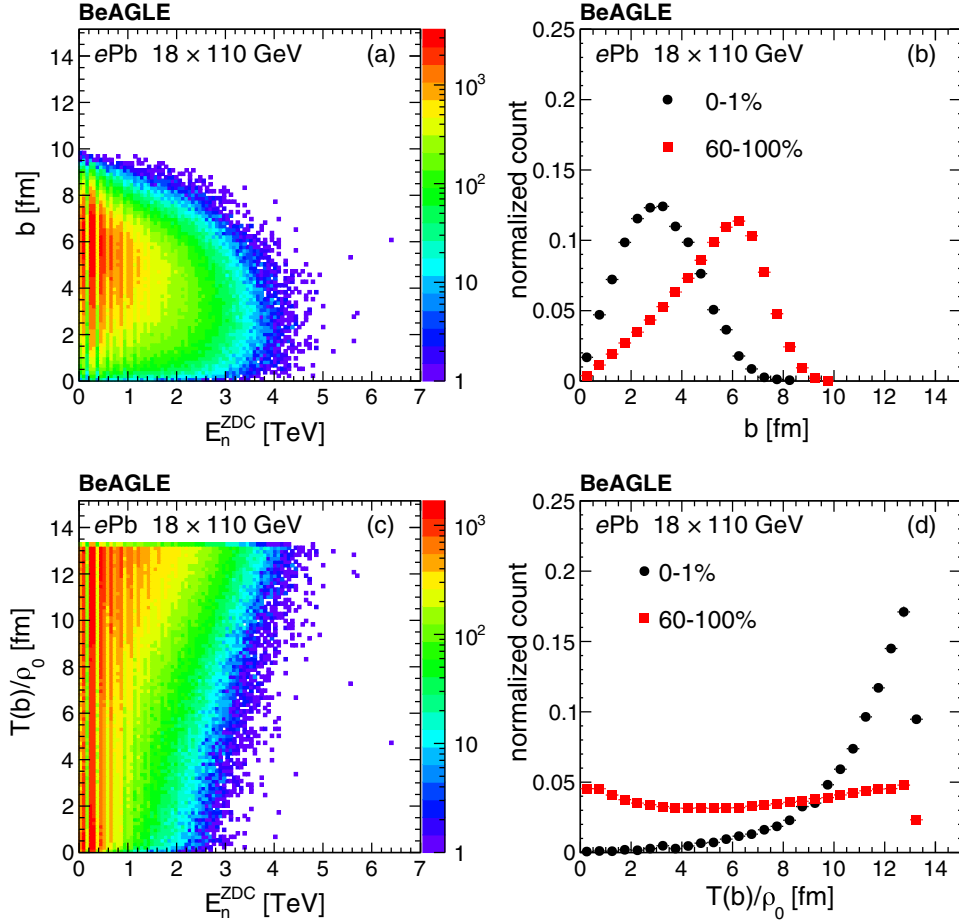 BeAGLE
ePb 18 × 110 GeV (a)
b [fm]
14
12
10
8
6
4
2
0
0 1 2 3 4 5 6 7
E_n^ZDC [TeV]
10^3
10^2
10
1
BeAGLE
ePb 18 × 110 GeV (b)
0-1%
60-100%
normalized count
0.25
0.2
0.15
0.1
0.05
0
0 2 4 6 8 10 12 14
b [fm]
BeAGLE
ePb 18 × 110 GeV (c)
T(b)/ρ_0 [fm]
14
12
10
8
6
4
2
0
0 1 2 3 4 5 6 7
E_n^ZDC [TeV]
10^3
10^2
10
1
BeAGLE
ePb 18 × 110 GeV (d)
0-1%
60-100%
normalized count
0.25
0.2
0.15
0.1
0.05
0
0 2 4 6 8 10 12 14
T(b)/ρ_0 [fm]